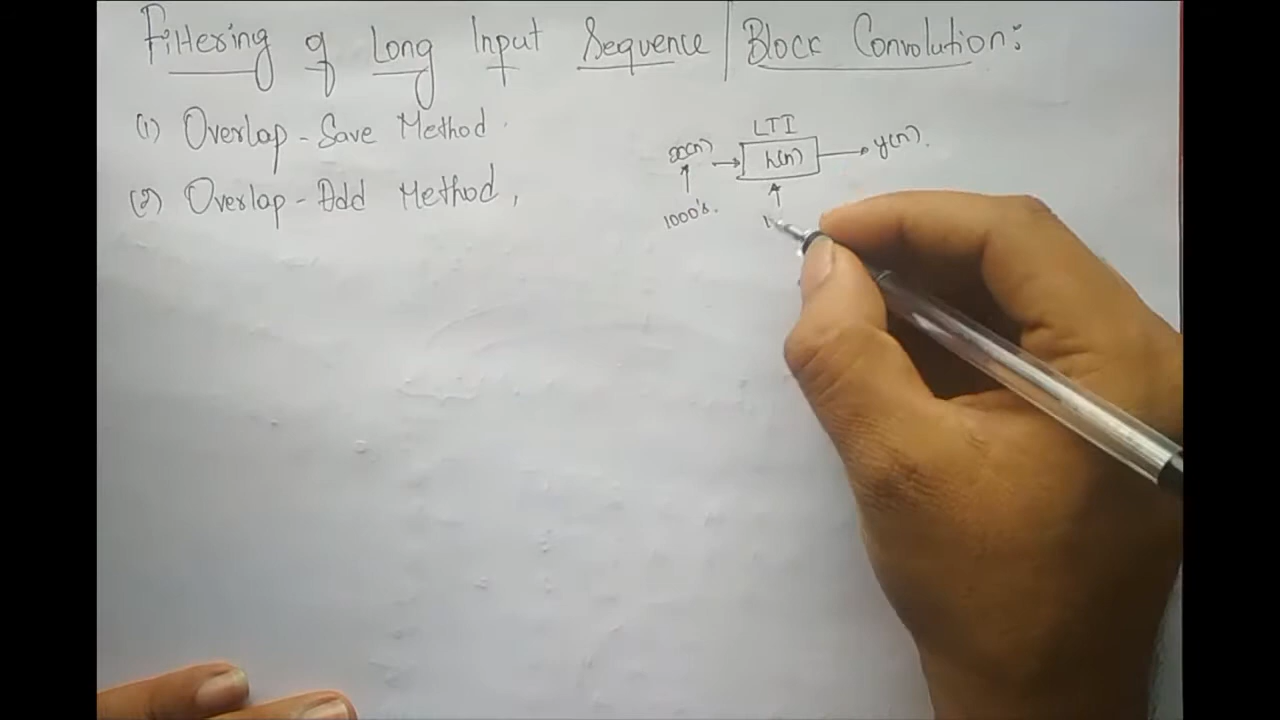 Filtering of Long Input Sequence / Block Convolution:
(1) Overlap-Save Method.
(2) Overlap-Add Method,
LTI
x(n) → h(n) → y(n).
1000's.